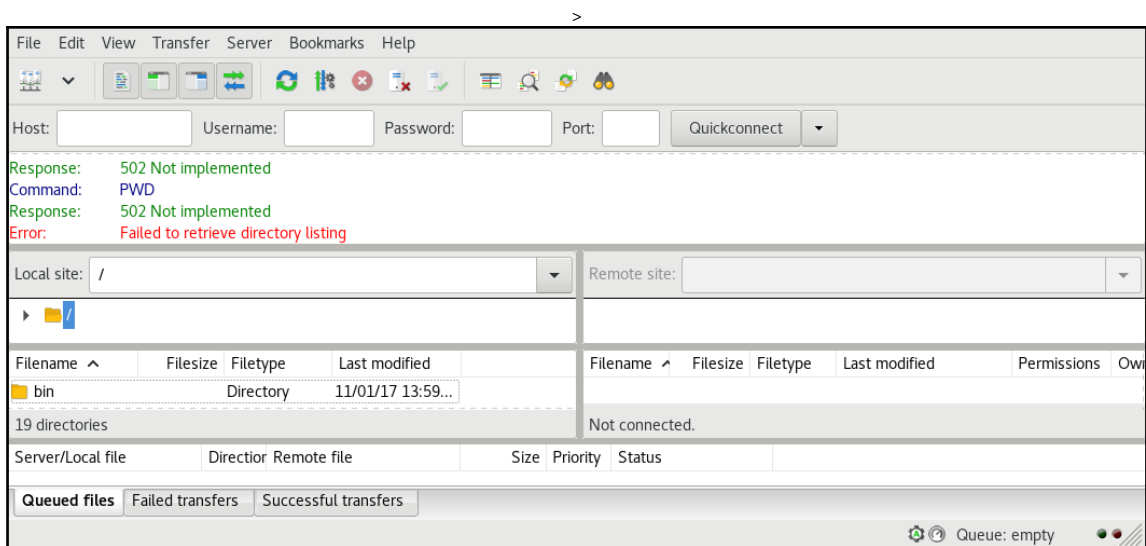 >
File Edit View Transfer Server Bookmarks Help
Host: Username: Password: Port: Quickconnect
Response: 502 Not implemented
Command: PWD
Response: 502 Not implemented
Error: Failed to retrieve directory listing
Local site: / Remote site:
/
Filename Filesize Filetype Last modified Filename Filesize Filetype Last modified Permissions Own
bin Directory 11/01/17 13:59...
19 directories Not connected.
Server/Local file Direction Remote file Size Priority Status
Queued files Failed transfers Successful transfers
Queue: empty